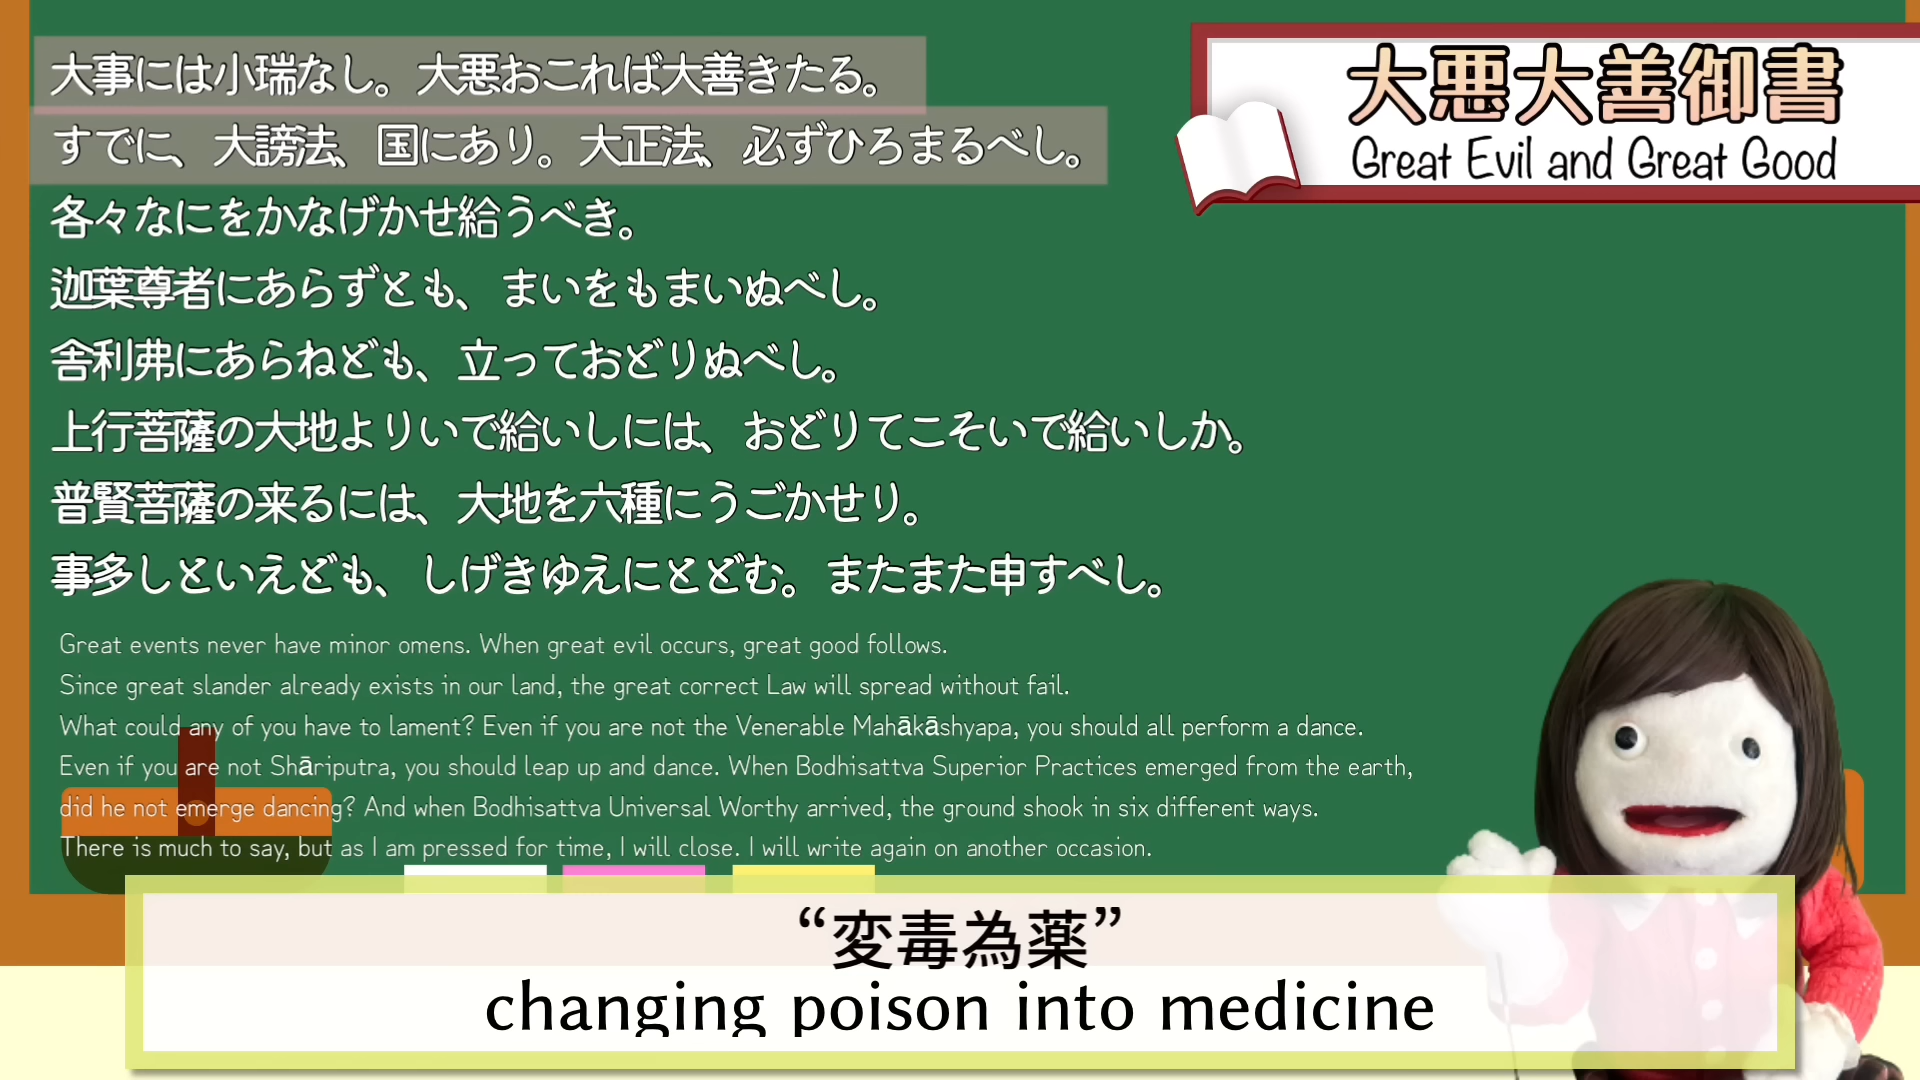 大事には小瑞なし。大悪おこれば大善きたる。
すでに、大謗法、国にあり。大正法、必ずひろまるべし。
各々なにをかなげかせ給うべき。
迦葉尊者にあらずとも、まいをもまいぬべし。
舎利弗にあらねども、立っておどりぬべし。
上行菩薩の大地よりいで給いしには、おどりてこそいで給いしか。
普賢菩薩の来るには、大地を六種にうごかせり。
事多しといえども、しげきゆえにとどむ。またまた申すべし。
Great events never have minor omens. When great evil occurs, great good follows.
Since great slander already exists in our land, the great correct Law will spread without fail.
What could any of you have to lament? Even if you are not the Venerable Mahākāshyapa, you should all perform a dance.
Even if you are not Shāriputra, you should leap up and dance. When Bodhisattva Superior Practices emerged from the earth,
did he not emerge dancing? And when Bodhisattva Universal Worthy arrived, the ground shook in six different ways.
There is much to say, but as I am pressed for time, I will close. I will write again on another occasion.
大悪大善御書
Great Evil and Great Good
“変毒為薬”
changing poison into medicine